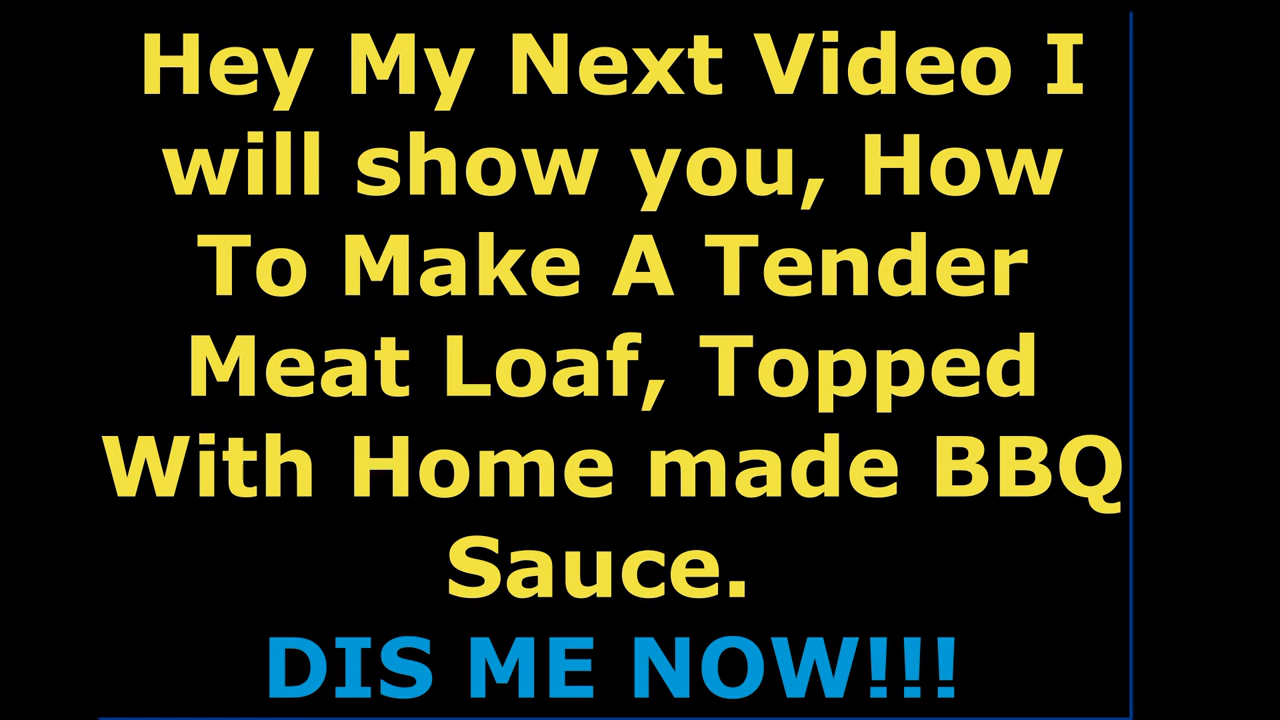 Hey My Next Video I
will show you, How
To Make A Tender
Meat Loaf, Topped
With Home made BBQ
Sauce.
DIS ME NOW!!!